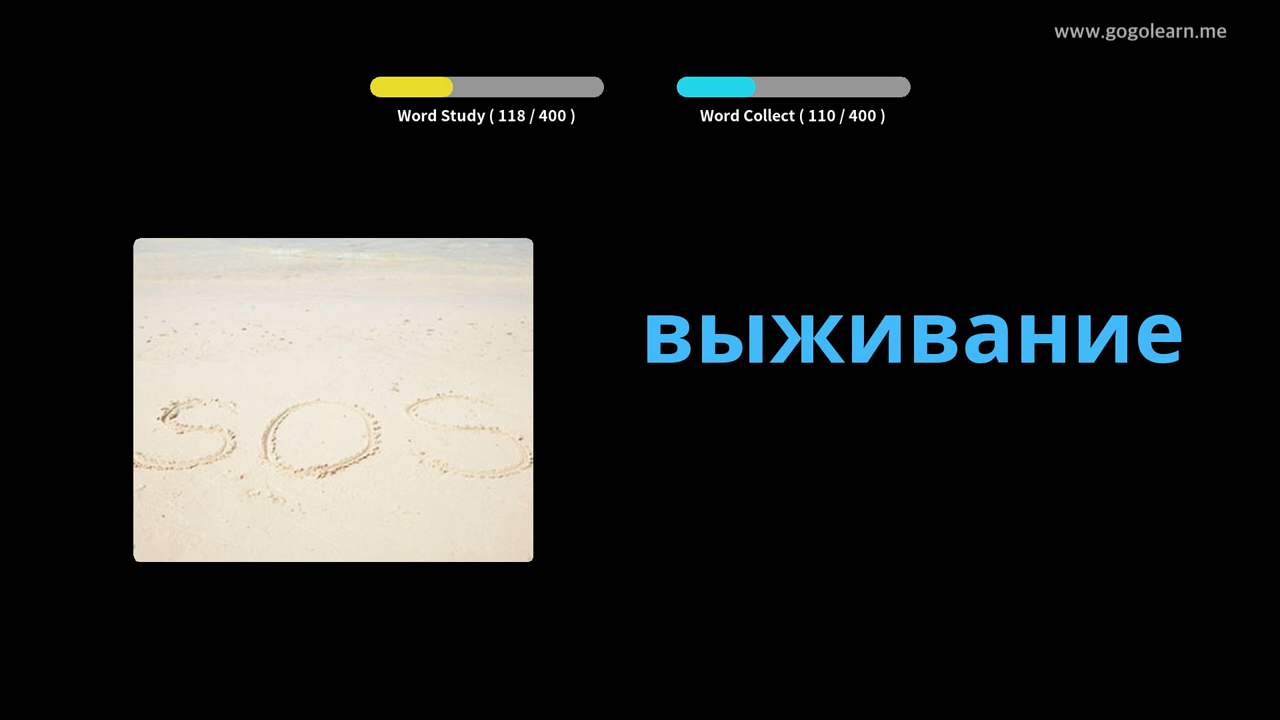 www.gogolearn.me
Word Study ( 118 / 400 )
Word Collect ( 110 / 400 )
выживание
SOS